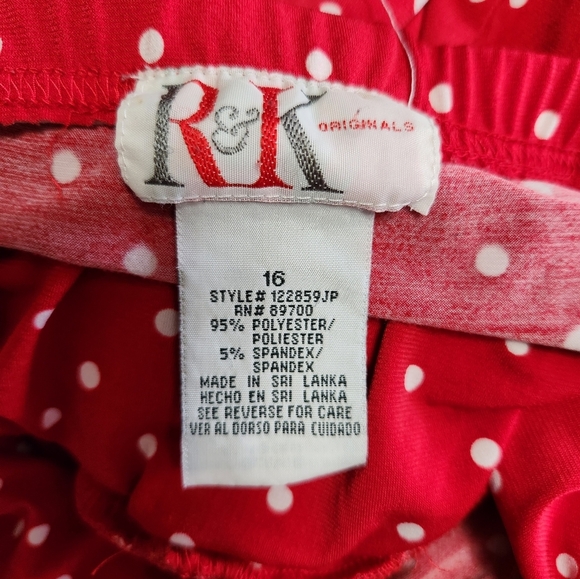 R&K ORIGINALS
16
STYLE# 122859JP
RN# 89700
95% POLYESTER/
POLIESTER
5% SPANDEX/
SPANDEX
MADE IN SRI LANKA
HECHO EN SRI LANKA
SEE REVERSE FOR CARE
VER AL DORSO PARA CUIDADO